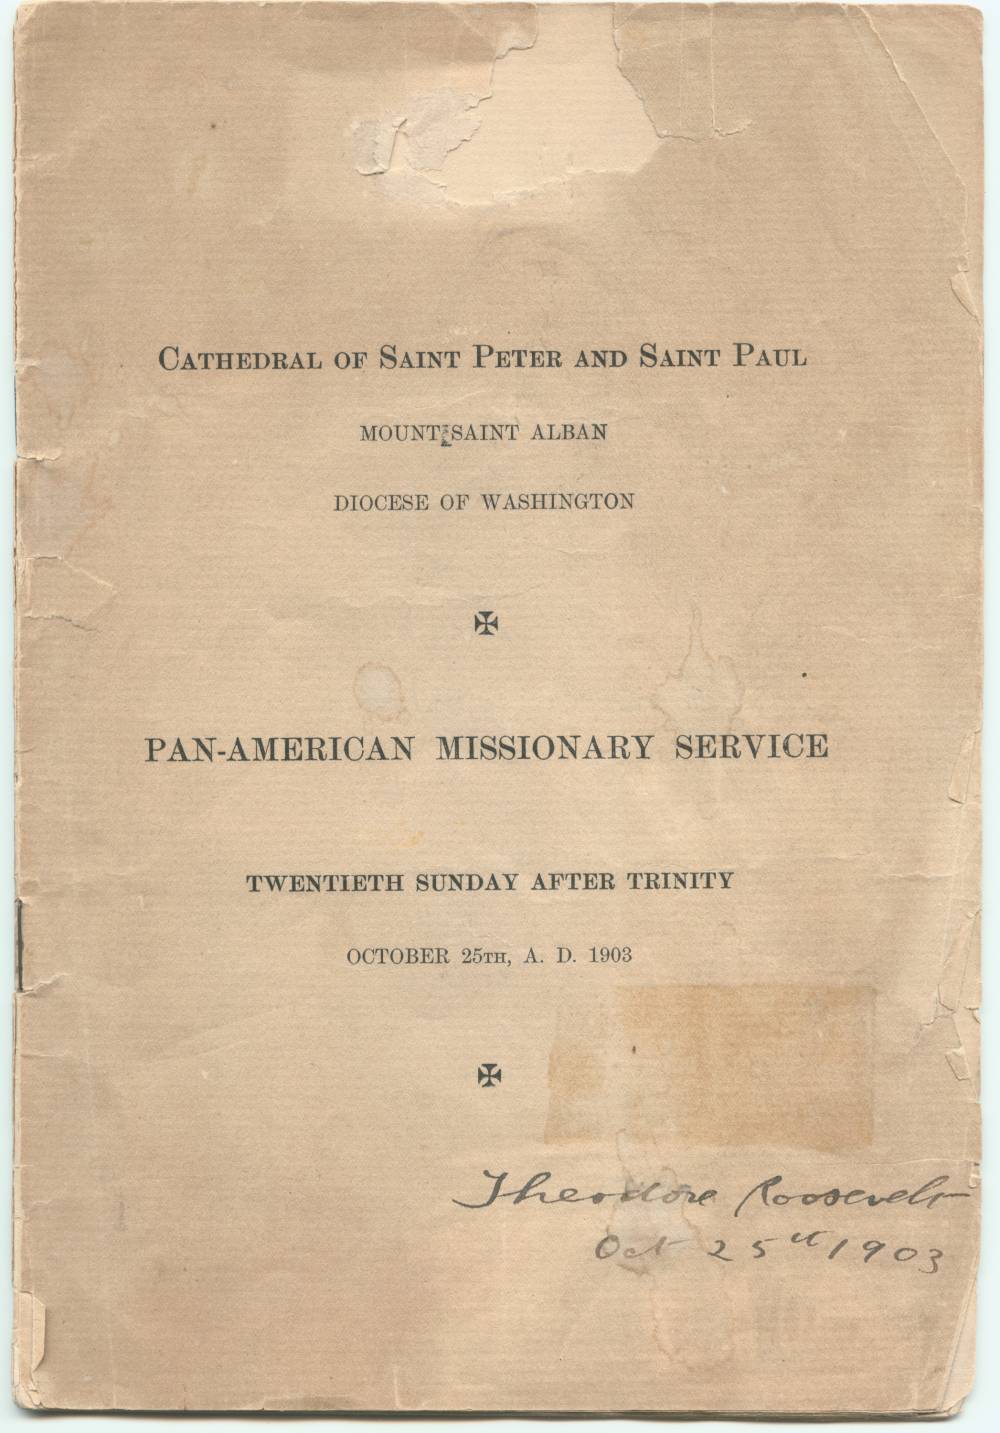 CATHEDRAL OF SAINT PETER AND SAINT PAUL
MOUNT SAINT ALBAN
DIOCESE OF WASHINGTON
✠
PAN-AMERICAN MISSIONARY SERVICE
TWENTIETH SUNDAY AFTER TRINITY
OCTOBER 25TH, A. D. 1903
✠
Theodore Roosevelt
Oct 25th 1903